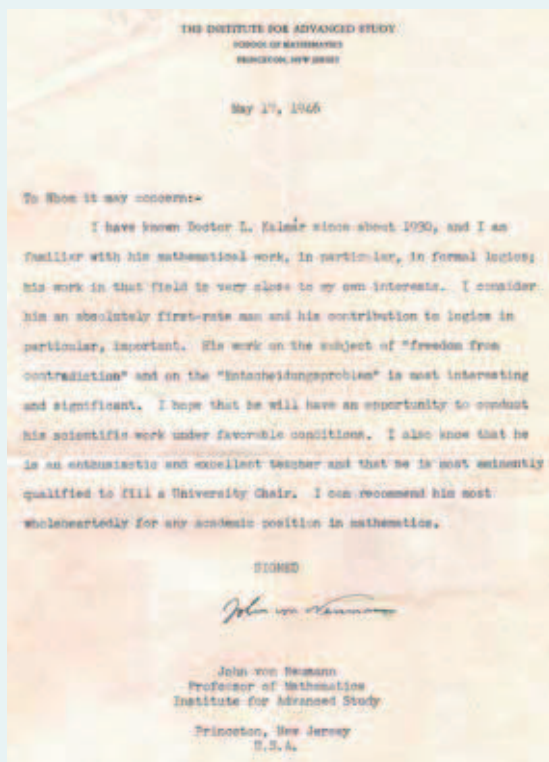 THE INSTITUTE FOR ADVANCED STUDY
SCHOOL OF MATHEMATICS
PRINCETON, NEW JERSEY
May 17, 1946
To Whom it may concern:-
I have known Doctor L. Kalmár since about 1930, and I am
familiar with his mathematical work, in particular, in formal logics;
his work in that field is very close to my own interests. I consider
him an absolutely first-rate man and his contribution to logics in
particular, important. His work on the subject of "freedom from
contradiction" and on the "Entscheidungsproblem" is most interesting
and significant. I hope that he will have an opportunity to conduct
his scientific work under favorable conditions. I also know that he
is an enthusiastic and excellent teacher and that he is most eminently
qualified to fill a University Chair. I can recommend him most
wholeheartedly for any academic position in mathematics.
SIGNED
John von Neumann
John von Neumann
Professor of Mathematics
Institute for Advanced Study
Princeton, New Jersey
U.S.A.